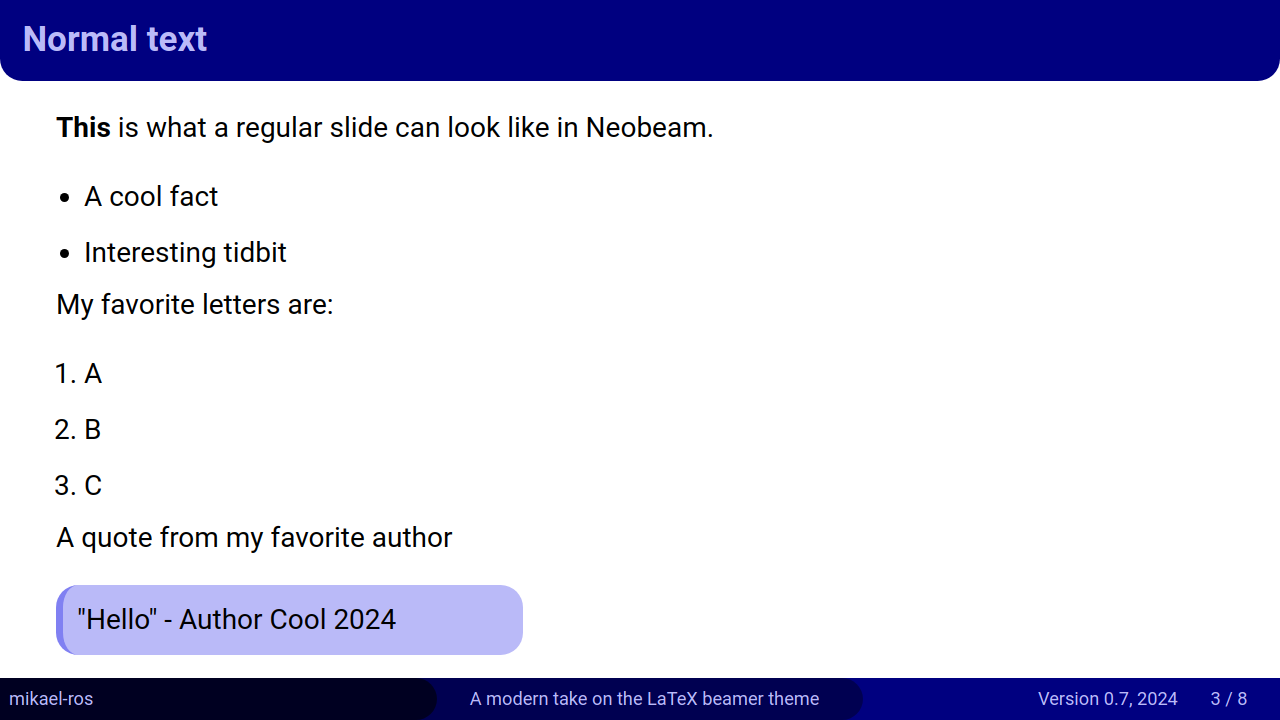 Normal text
This is what a regular slide can look like in Neobeam.
• A cool fact
• Interesting tidbit
My favorite letters are:
1. A
2. B
3. C
A quote from my favorite author
"Hello" - Author Cool 2024
mikael-ros
A modern take on the LaTeX beamer theme
Version 0.7, 2024
3 / 8